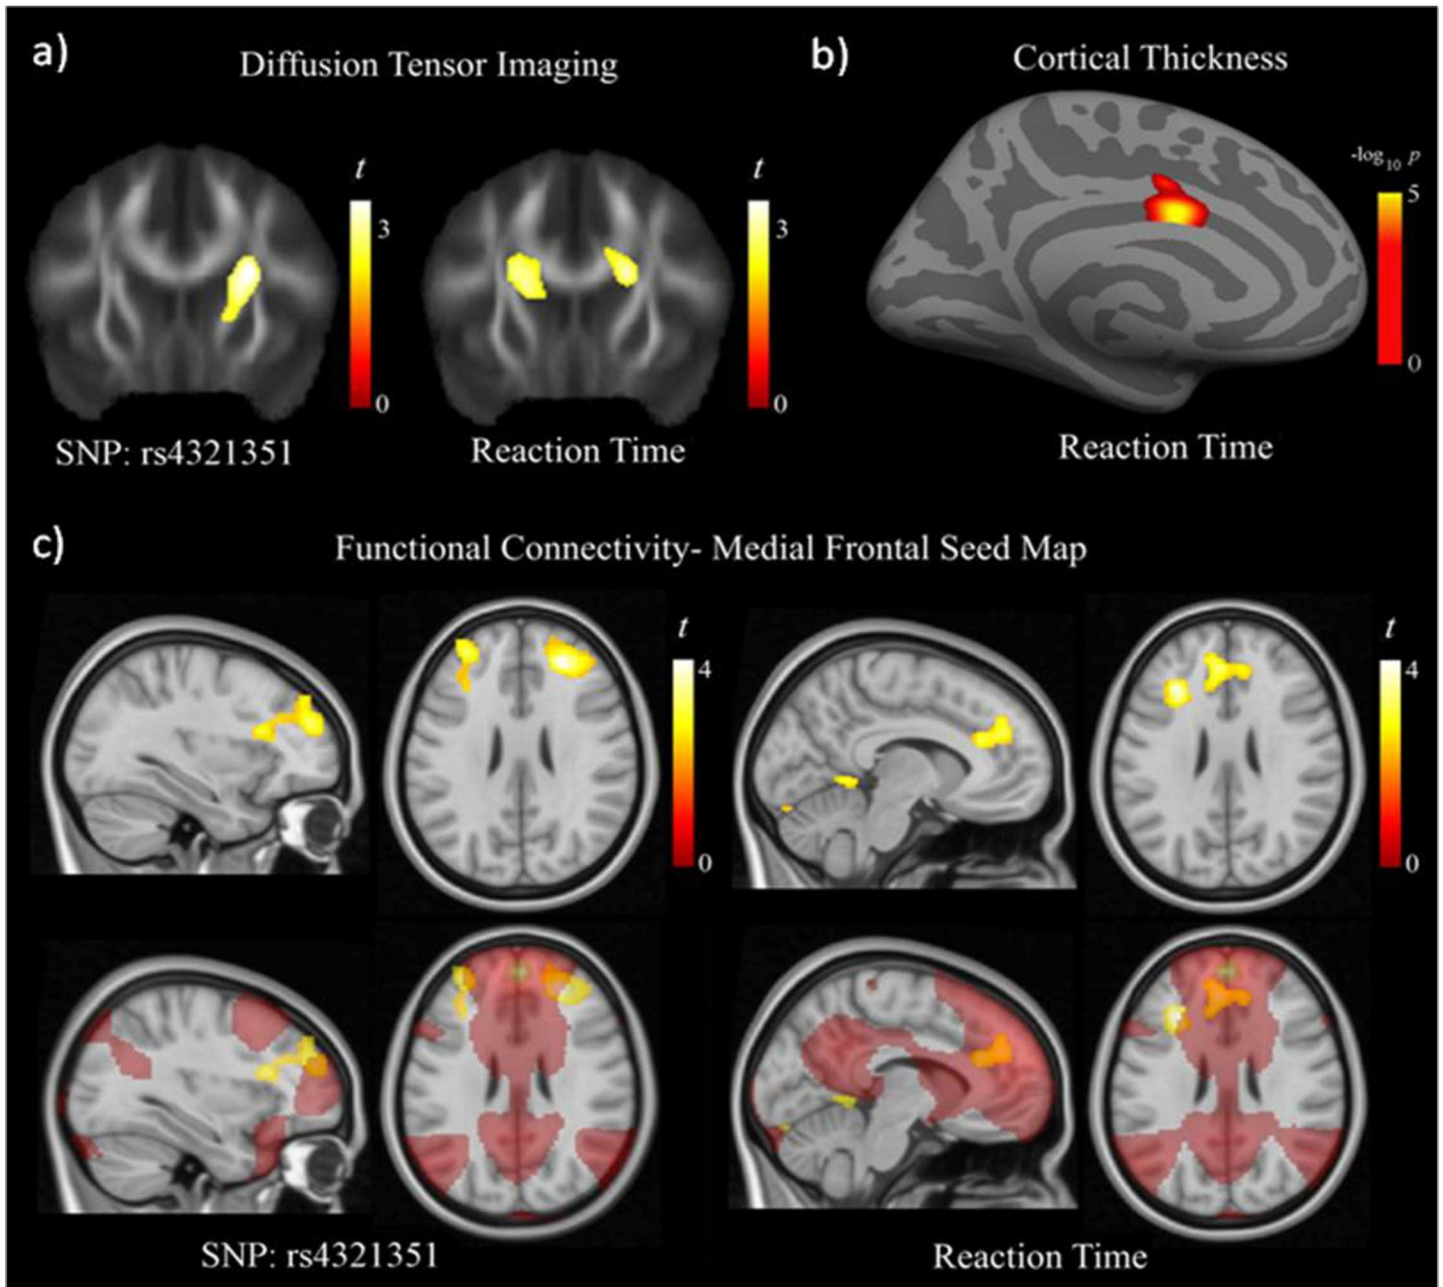 a)
Diffusion Tensor Imaging
t
3
0
t
3
0
SNP: rs4321351
Reaction Time
b)
Cortical Thickness
-log10 p
5
0
Reaction Time
c)
Functional Connectivity- Medial Frontal Seed Map
t
4
0
t
4
0
SNP: rs4321351
Reaction Time